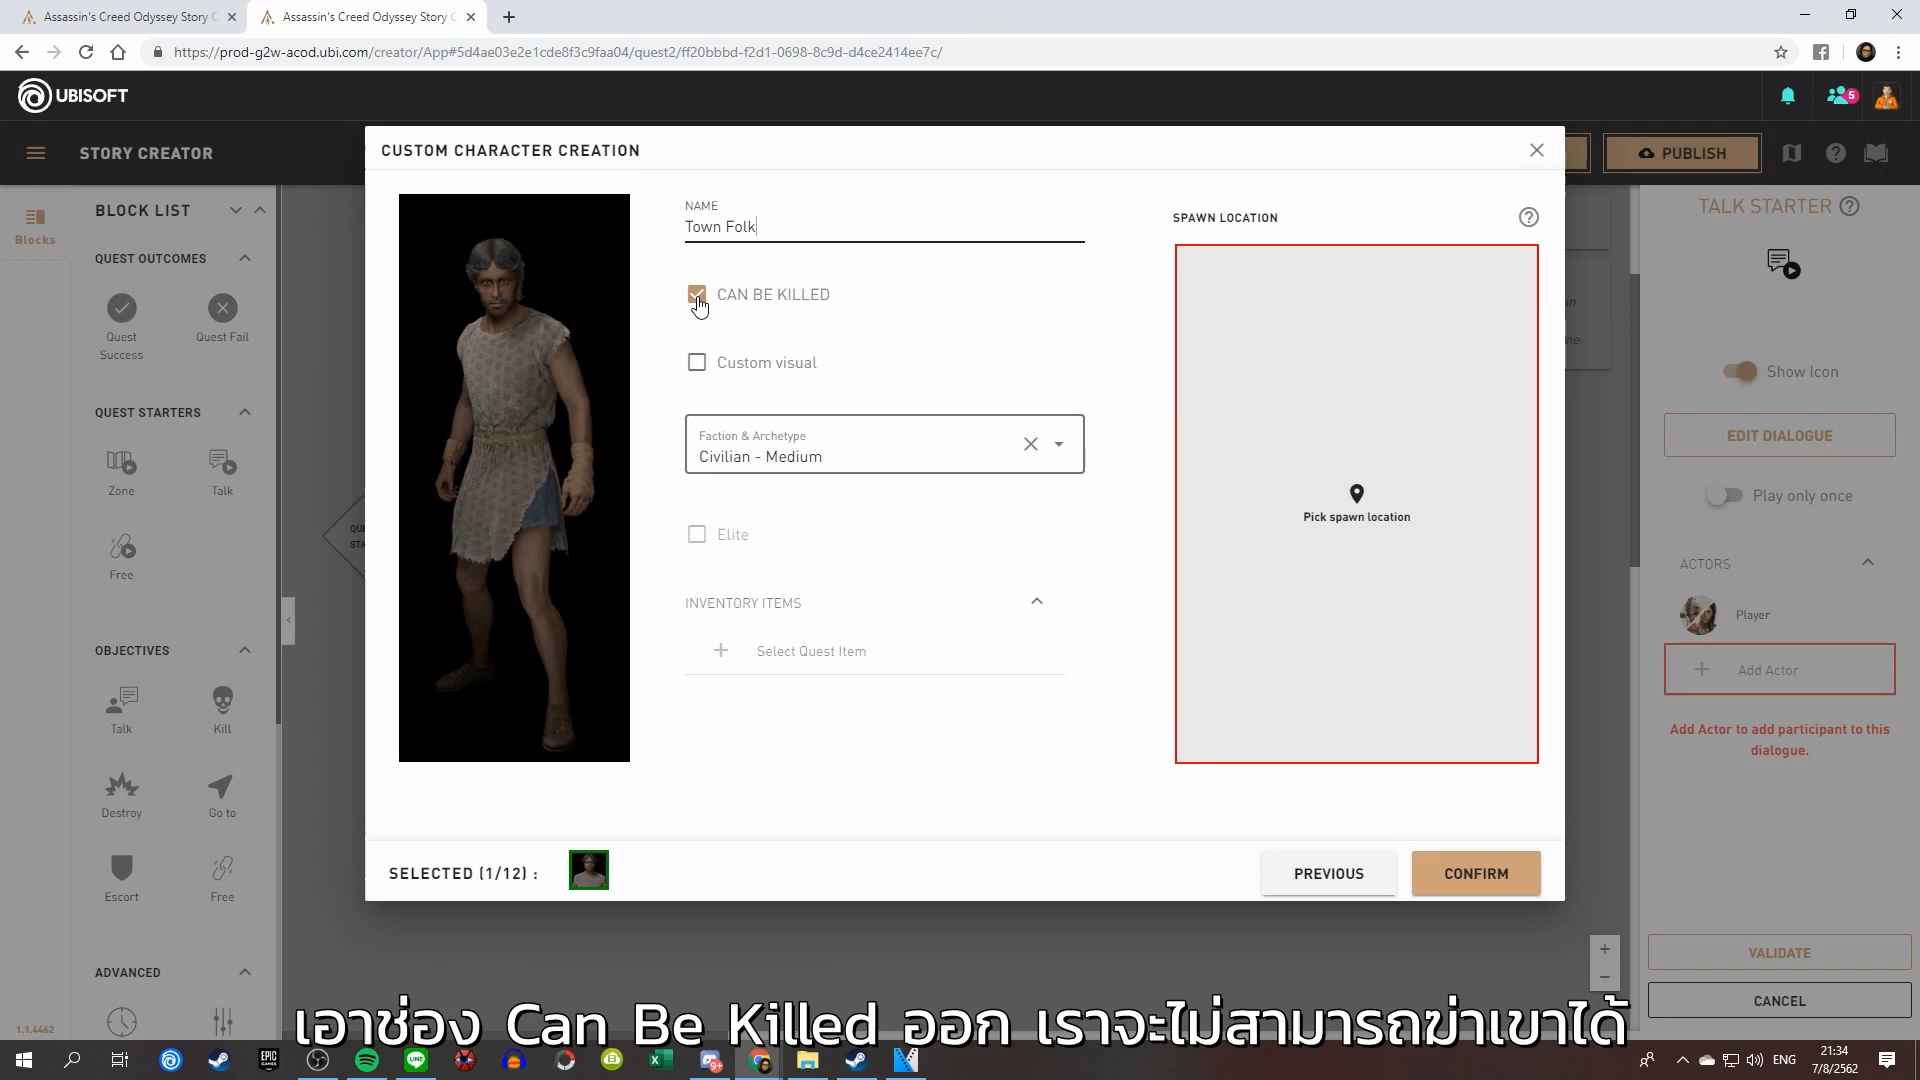 Assassin's Creed Odyssey Story C
Assassin's Creed Odyssey Story C
https://prod-g2w-acod.ubi.com/creator/App#5d4ae03e2e1cde8f3c9faa04/quest2/ff20bbbd-f2d1-0698-8c9d-d4ce2414ee7c/
UBISOFT
5
STORY CREATOR
PUBLISH
CUSTOM CHARACTER CREATION
Blocks
BLOCK LIST
QUEST OUTCOMES
Quest Success
Quest Fail
QUEST STARTERS
Zone
Talk
Free
OBJECTIVES
Talk
Kill
Destroy
Go to
Escort
Free
ADVANCED
1.1.4462
QUE
STA
NAME
Town Folk
CAN BE KILLED
Custom visual
Faction & Archetype
Civilian - Medium
Elite
INVENTORY ITEMS
Select Quest Item
SPAWN LOCATION
Pick spawn location
SELECTED (1/12) :
PREVIOUS
CONFIRM
TALK STARTER
Show Icon
EDIT DIALOGUE
Play only once
ACTORS
Player
Add Actor
Add Actor to add participant to this
dialogue.
VALIDATE
CANCEL
เอาช่อง Can Be Killed ออก เราจะไม่สามารถฆ่าเขาได้
EPIC GAMES
LINE
9+
ENG
21:34
7/8/2562